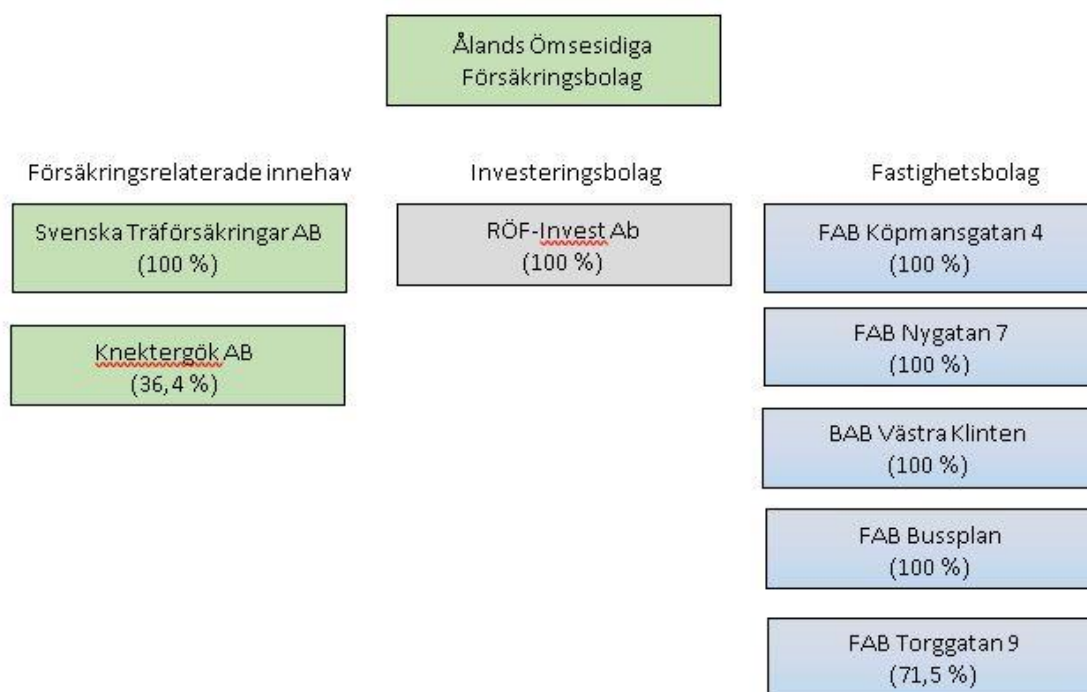 Ålands Ömsesidiga
Försäkringsbolag
Försäkringsrelaterade innehav
Svenska Träförsäkringar AB
(100 %)
Knektergök AB
(36,4 %)
Investeringsbolag
RÖF-Invest Ab
(100 %)
Fastighetsbolag
FAB Köpmansgatan 4
(100 %)
FAB Nygatan 7
(100 %)
BAB Västra Klinten
(100 %)
FAB Bussplan
(100 %)
FAB Torggatan 9
(71,5 %)